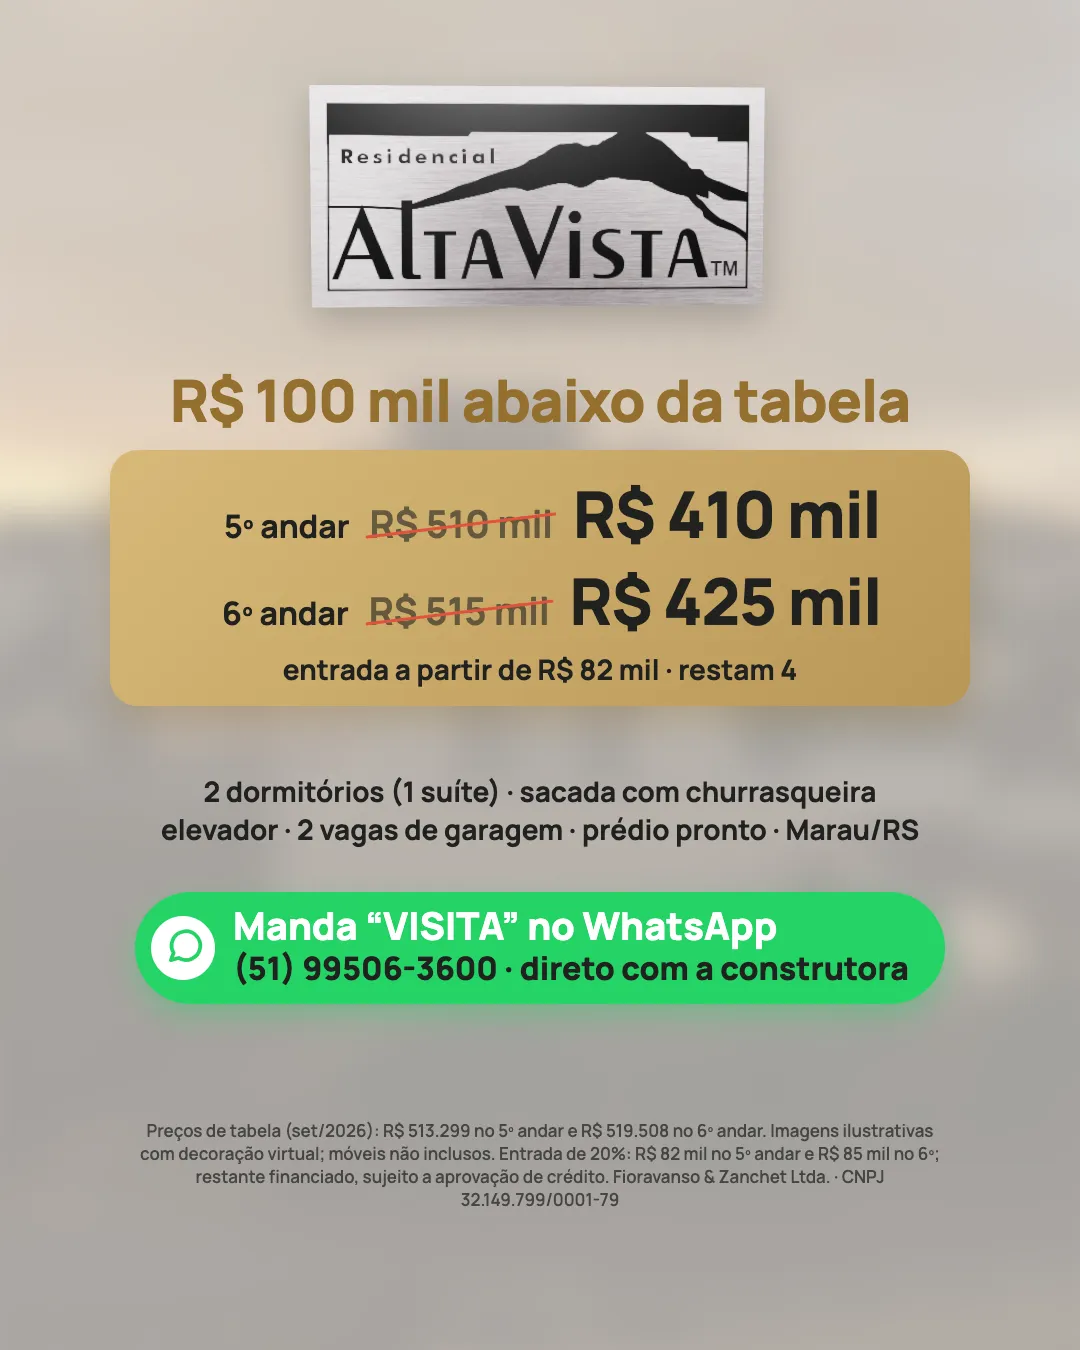 Residencial
AltaVista TM
R$ 100 mil abaixo da tabela
5º andar R$ 510 mil R$ 410 mil
6º andar R$ 515 mil R$ 425 mil
entrada a partir de R$ 82 mil · restam 4
2 dormitórios (1 suíte) · sacada com churrasqueira
elevador · 2 vagas de garagem · prédio pronto · Marau/RS
Manda “VISITA” no WhatsApp
(51) 99506-3600 · direto com a construtora
Preços de tabela (set/2026): R$ 513.299 no 5º andar e R$ 519.508 no 6º andar. Imagens ilustrativas
com decoração virtual; móveis não inclusos. Entrada de 20%: R$ 82 mil no 5º andar e R$ 85 mil no 6º;
restante financiado, sujeito a aprovação de crédito. Fioravanso & Zanchet Ltda. · CNPJ
32.149.799/0001-79